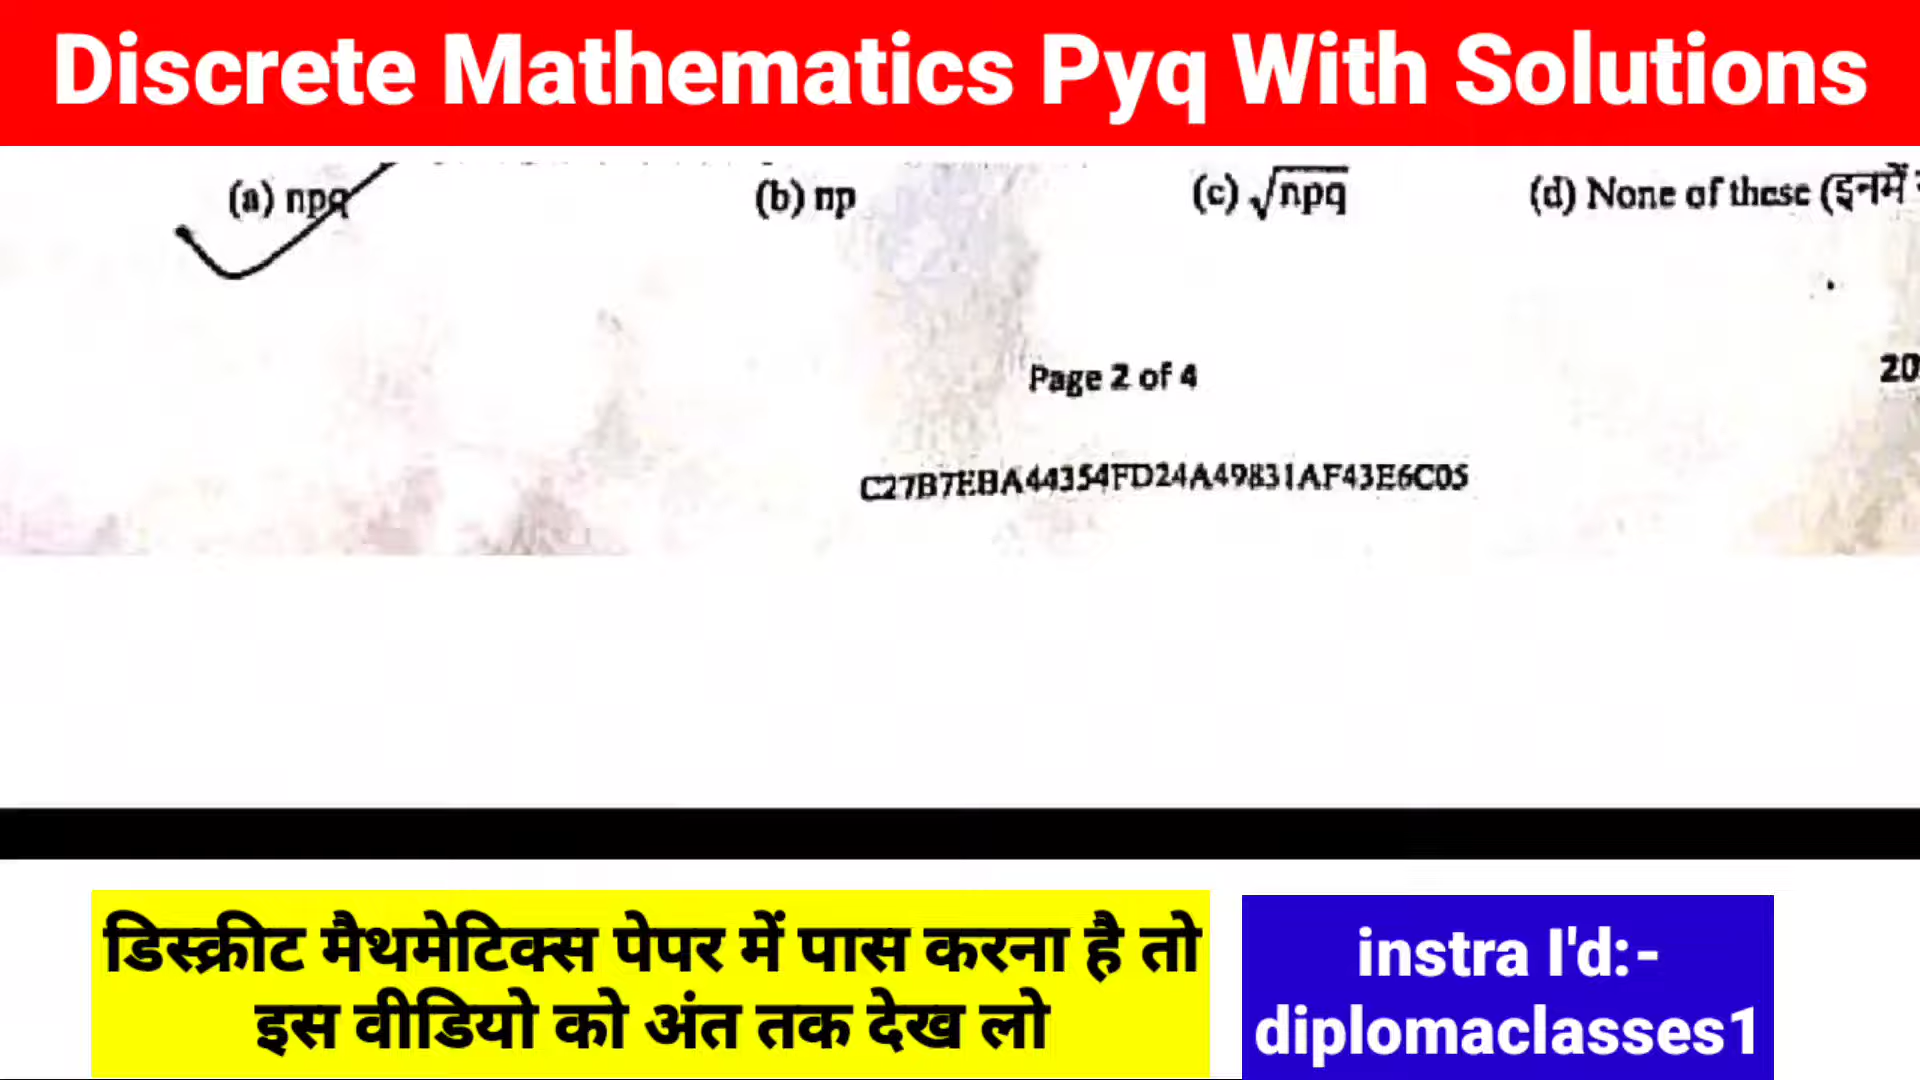 Discrete Mathematics Pyq With Solutions
(a) npq (b) np (c) √npq (d) None of these (इनमें
Page 2 of 4
20
C27B7EBA44354FD24A49831AF43E6C05
डिस्क्रीट मैथमेटिक्स पेपर में पास करना है तो
इस वीडियो को अंत तक देख लो
instra I'd:-
diplomaclasses1